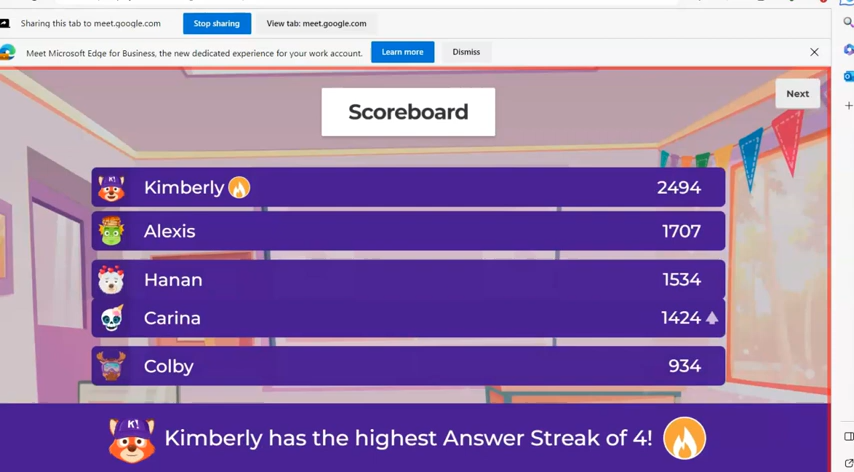 Sharing this tab to meet.google.com
Stop sharing
View tab: meet.google.com
Meet Microsoft Edge for Business, the new dedicated experience for your work account.
Learn more
Dismiss
Next
Scoreboard
Kimberly 2494
Alexis 1707
Hanan 1534
Carina 1424
Colby 934
K!
Kimberly has the highest Answer Streak of 4!